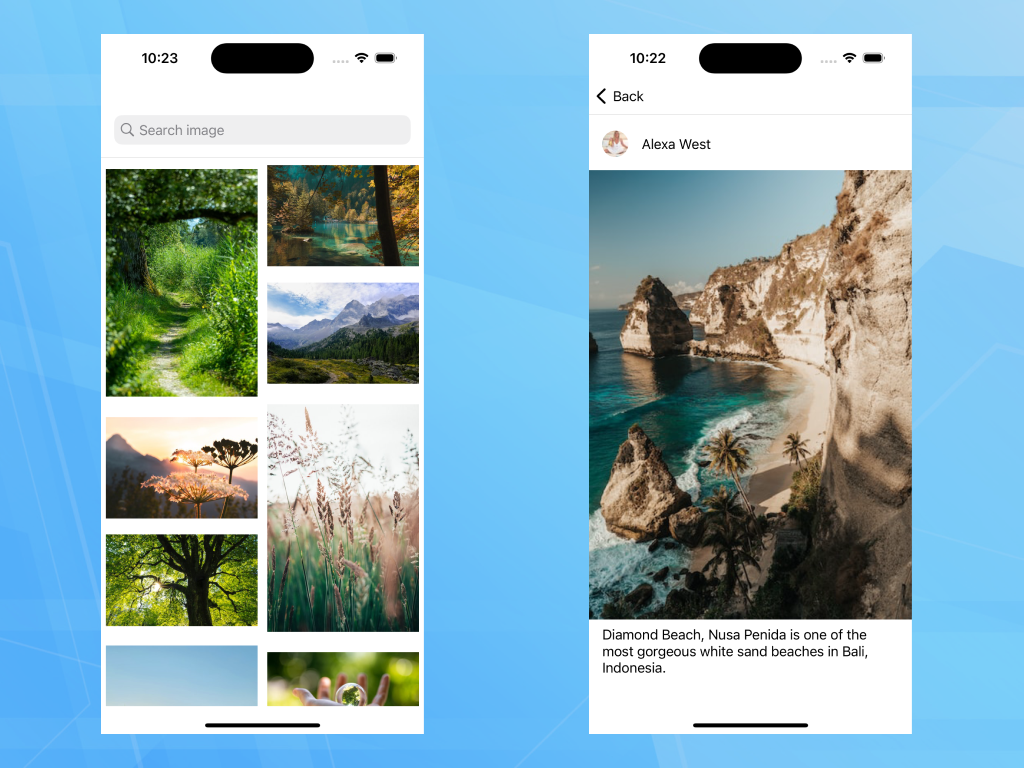 10:23
Search image
10:22
Back
Alexa West
Diamond Beach, Nusa Penida is one of the
most gorgeous white sand beaches in Bali,
Indonesia.